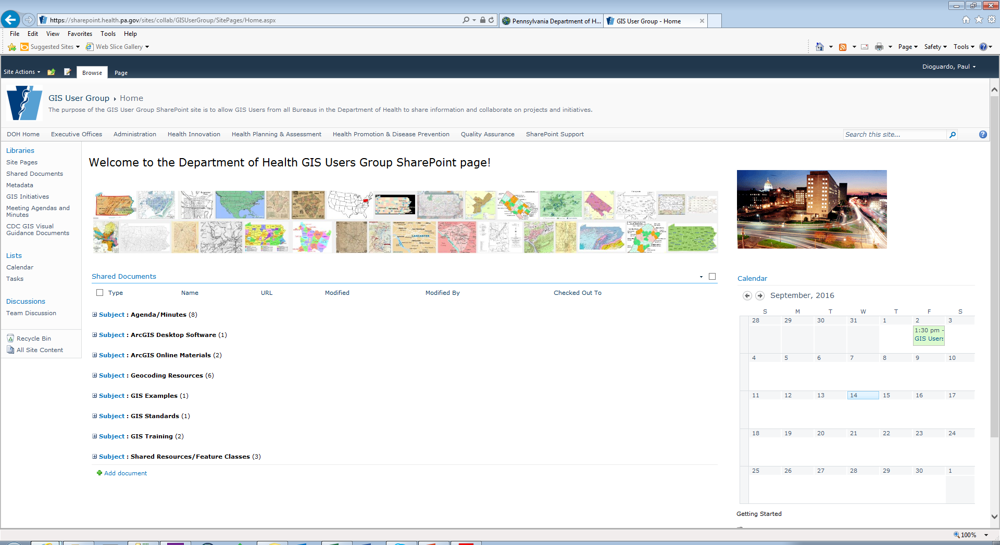 https://sharepoint.health.pa.gov/sites/collab/GISUserGroup/SitePages/Home.aspx
Pennsylvania Department of H...
GIS User Group - Home
File Edit View Favorites Tools Help
Suggested Sites Web Slice Gallery
Page Safety Tools
Site Actions Browse Page
Dioguardo, Paul
GIS User Group Home
The purpose of the GIS User Group SharePoint site is to allow GIS Users from all Bureaus in the Department of Health to share information and collaborate on projects and initiatives.
DOH Home Executive Offices Administration Health Innovation Health Planning & Assessment Health Promotion & Disease Prevention Quality Assurance SharePoint Support
Search this site...
Libraries
Site Pages
Shared Documents
Metadata
GIS Initiatives
Meeting Agendas and
Minutes
CDC GIS Visual
Guidance Documents
Lists
Calendar
Tasks
Discussions
Team Discussion
Recycle Bin
All Site Content
Welcome to the Department of Health GIS Users Group SharePoint page!
LANCASTER
Shared Documents
Type Name URL Modified Modified By Checked Out To
Subject : Agenda/Minutes (8)
Subject : ArcGIS Desktop Software (1)
Subject : ArcGIS Online Materials (2)
Subject : Geocoding Resources (6)
Subject : GIS Examples (1)
Subject : GIS Standards (1)
Subject : GIS Training (2)
Subject : Shared Resources/Feature Classes (3)
Add document
Calendar
September, 2016
S M T W T F S
28 29 30 31 1 2 3
1:30 pm -
GIS Users
4 5 6 7 8 9 10
11 12 13 14 15 16 17
18 19 20 21 22 23 24
25 26 27 28 29 30 1
Getting Started
100%